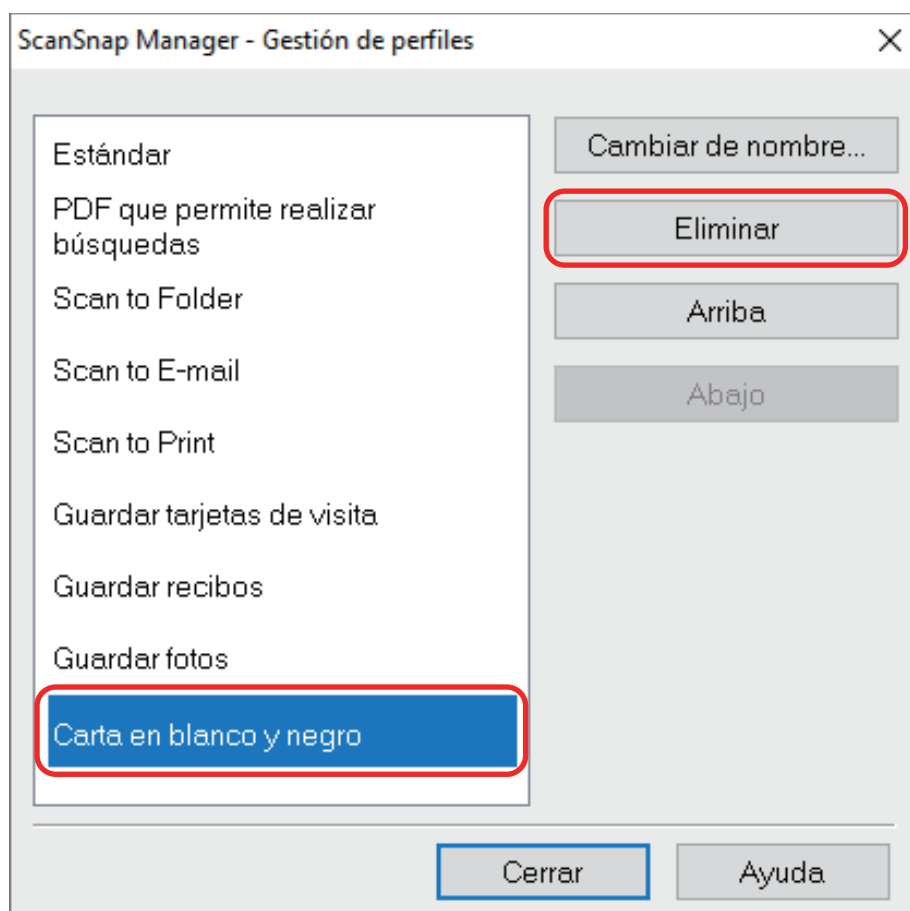 ScanSnap Manager - Gestión de perfiles
Estándar
PDF que permite realizar
búsquedas
Scan to Folder
Scan to E-mail
Scan to Print
Guardar tarjetas de visita
Guardar recibos
Guardar fotos
Carta en blanco y negro
Cambiar de nombre...
Eliminar
Arriba
Abajo
Cerrar
Ayuda